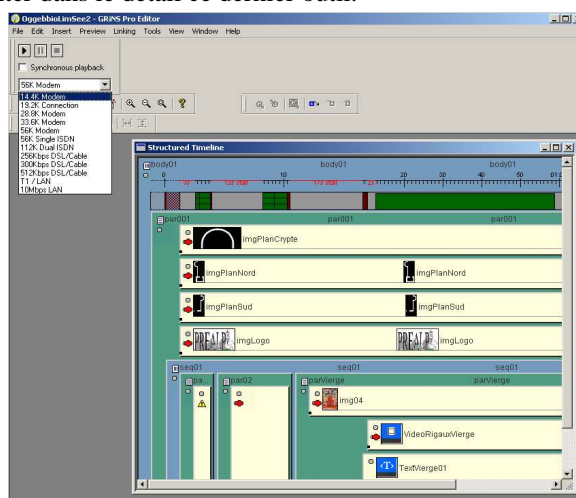 OggebbioLimSee2 - GRiNS Pro Editor
File Edit Insert Preview Linking Tools View Window Help
Synchronous playback
56K Modem
14.4K Modem
19.2K Connection
28.8K Modem
33.6K Modem
56K Modem
56K Single ISDN
112K Dual ISDN
256Kbps DSL/Cable
300Kbps DSL/Cable
512Kbps DSL/Cable
T1 / LAN
10Mbps LAN
Structured Timeline
body01 body01 body01
0 10 20 30 40 50
par001 par001 par001
imgPlanCrypte
imgPlanNord imgPlanNord
imgPlanSud imgPlanSud
imgLogo imgLogo
seq01 seq01 seq01
pa... par02 parVierge parVierge
img04
VideoRigauxVierge
<T> TextVierge01